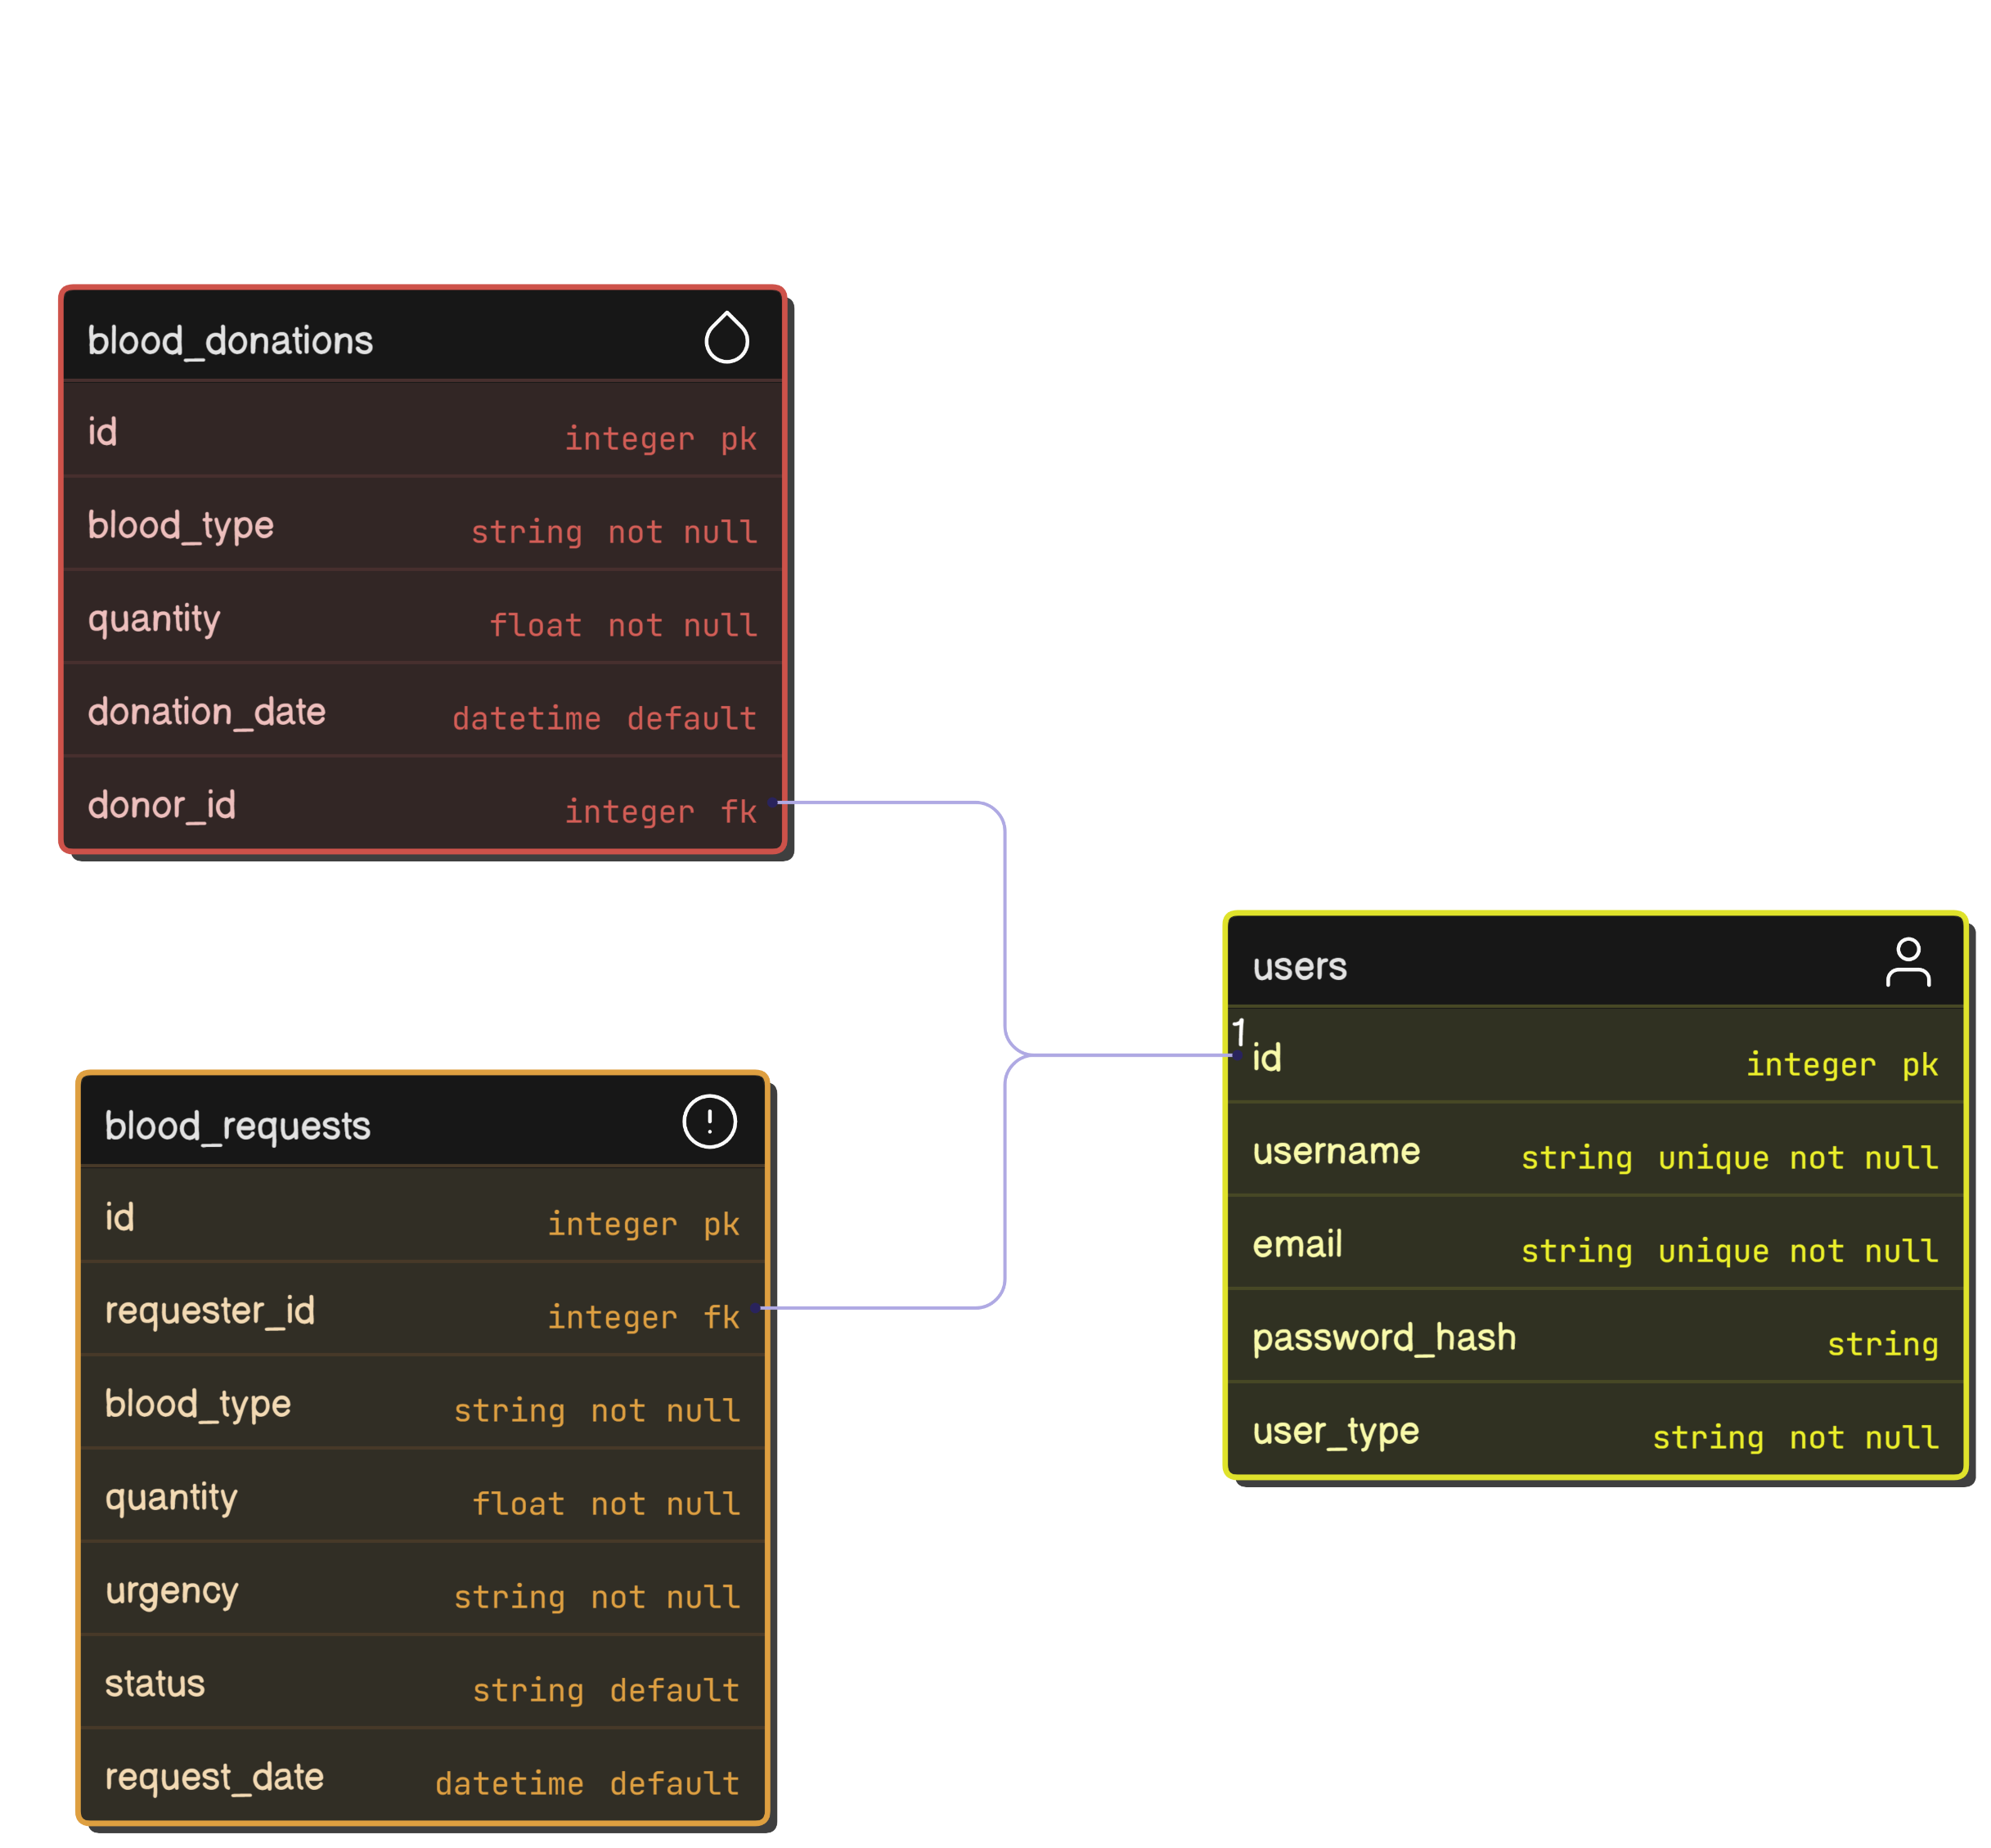 blood_donations
id integer pk
blood_type string not null
quantity float not null
donation_date datetime default
donor_id integer fk
users
1
id integer pk
username string unique not null
email string unique not null
password_hash string
user_type string not null
blood_requests
id integer pk
requester_id integer fk
blood_type string not null
quantity float not null
urgency string not null
status string default
request_date datetime default